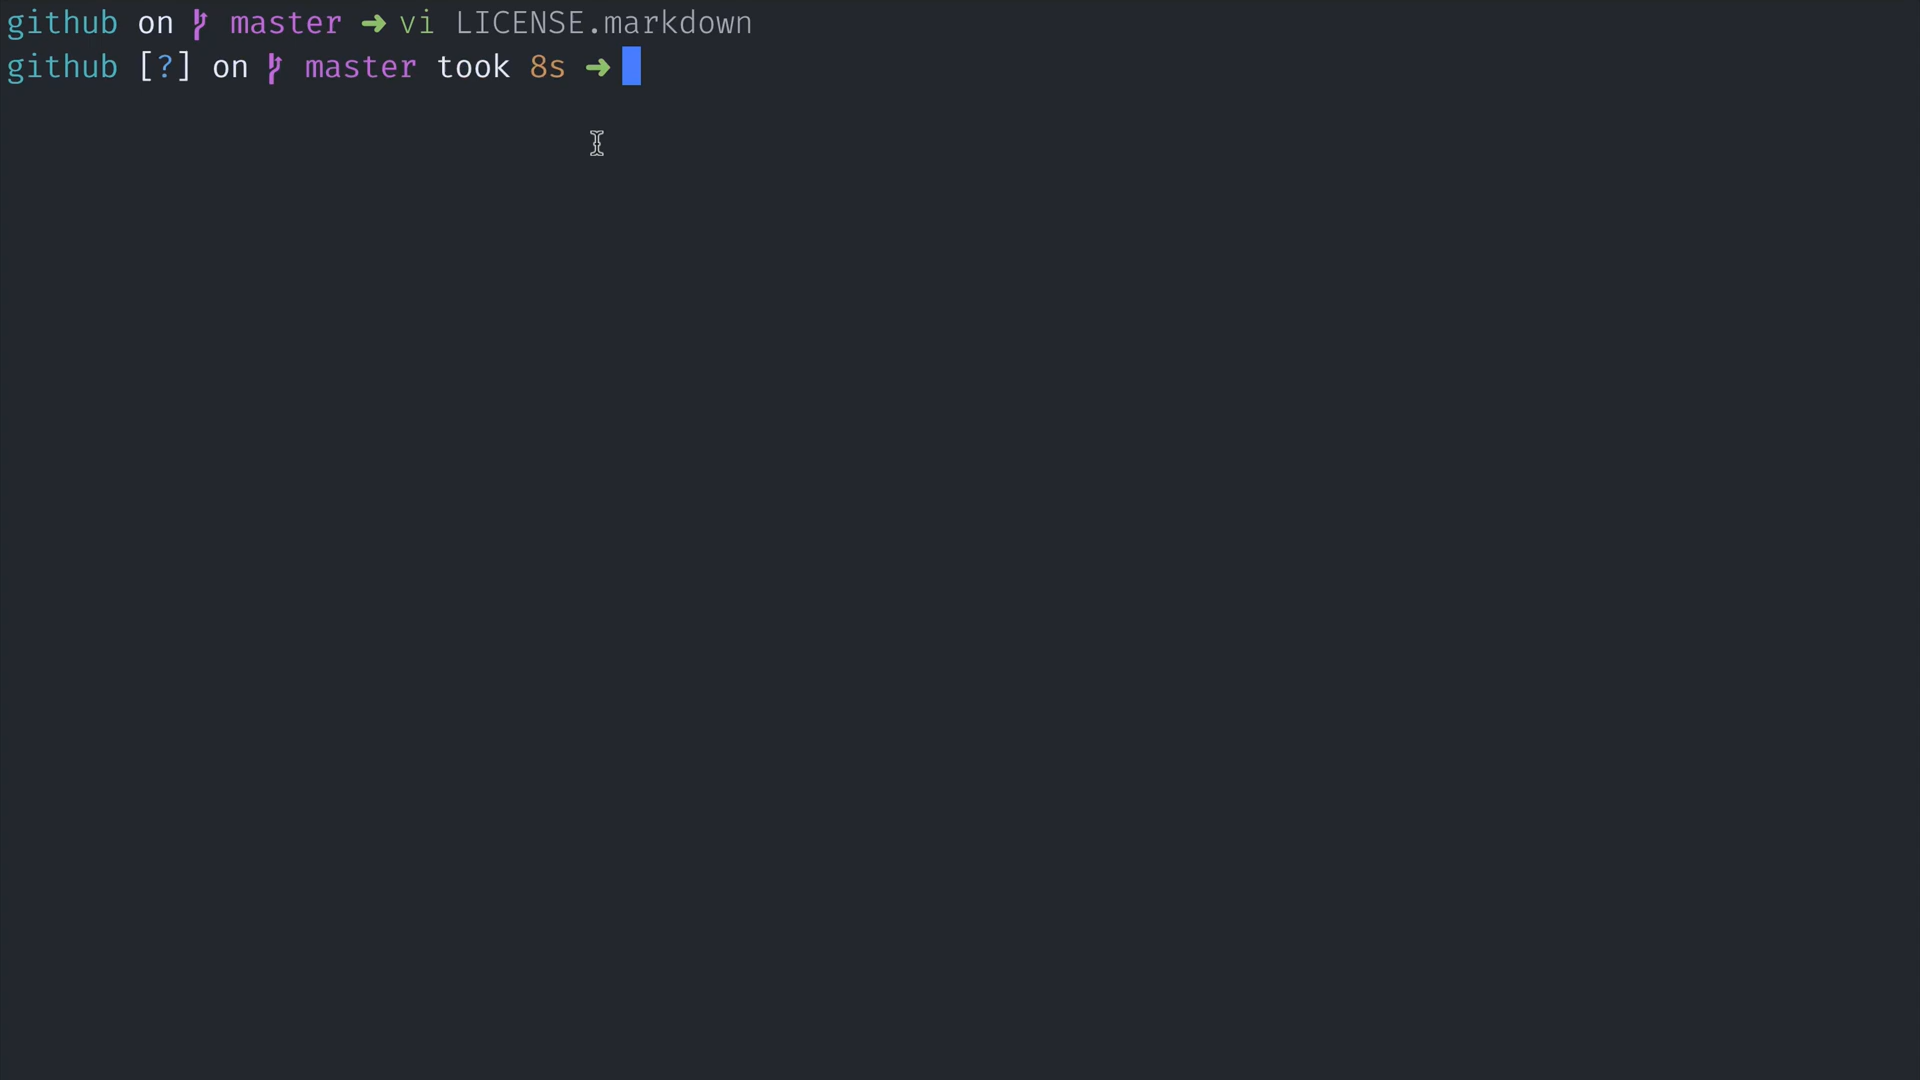 github on master ➜ vi LICENSE.markdown
github [?] on master took 8s ➜